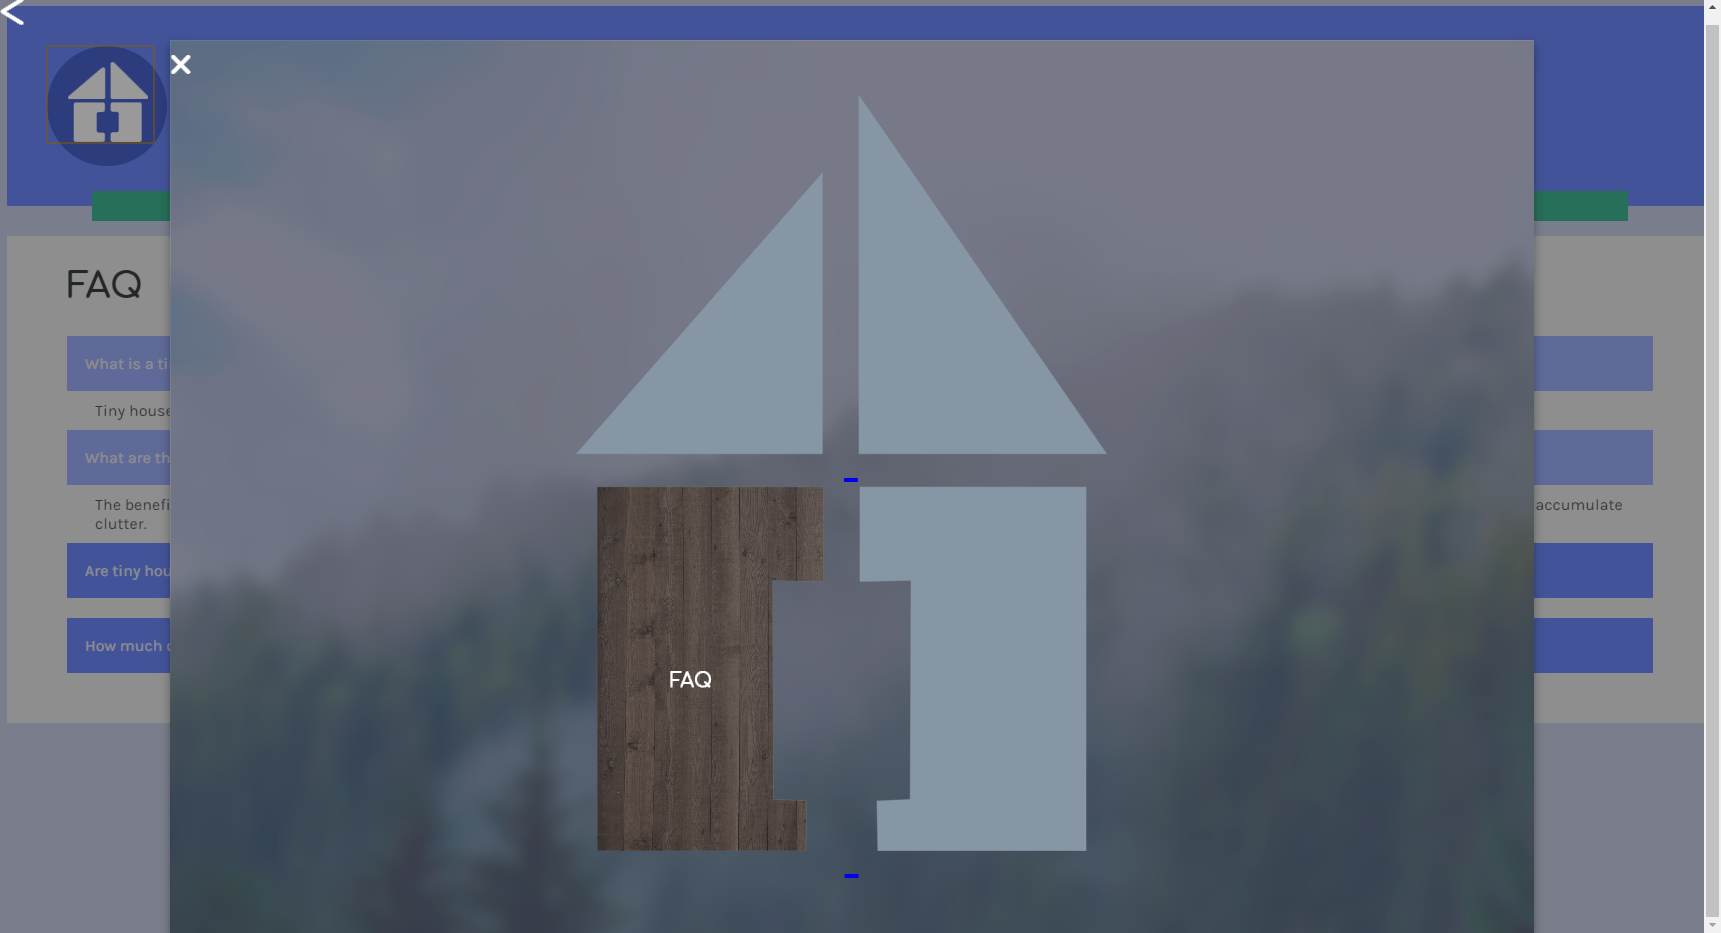 FAQ
What is a ti
Tiny house
What are th
The benefi
accumulate
clutter.
Are tiny hou
How much
FAQ